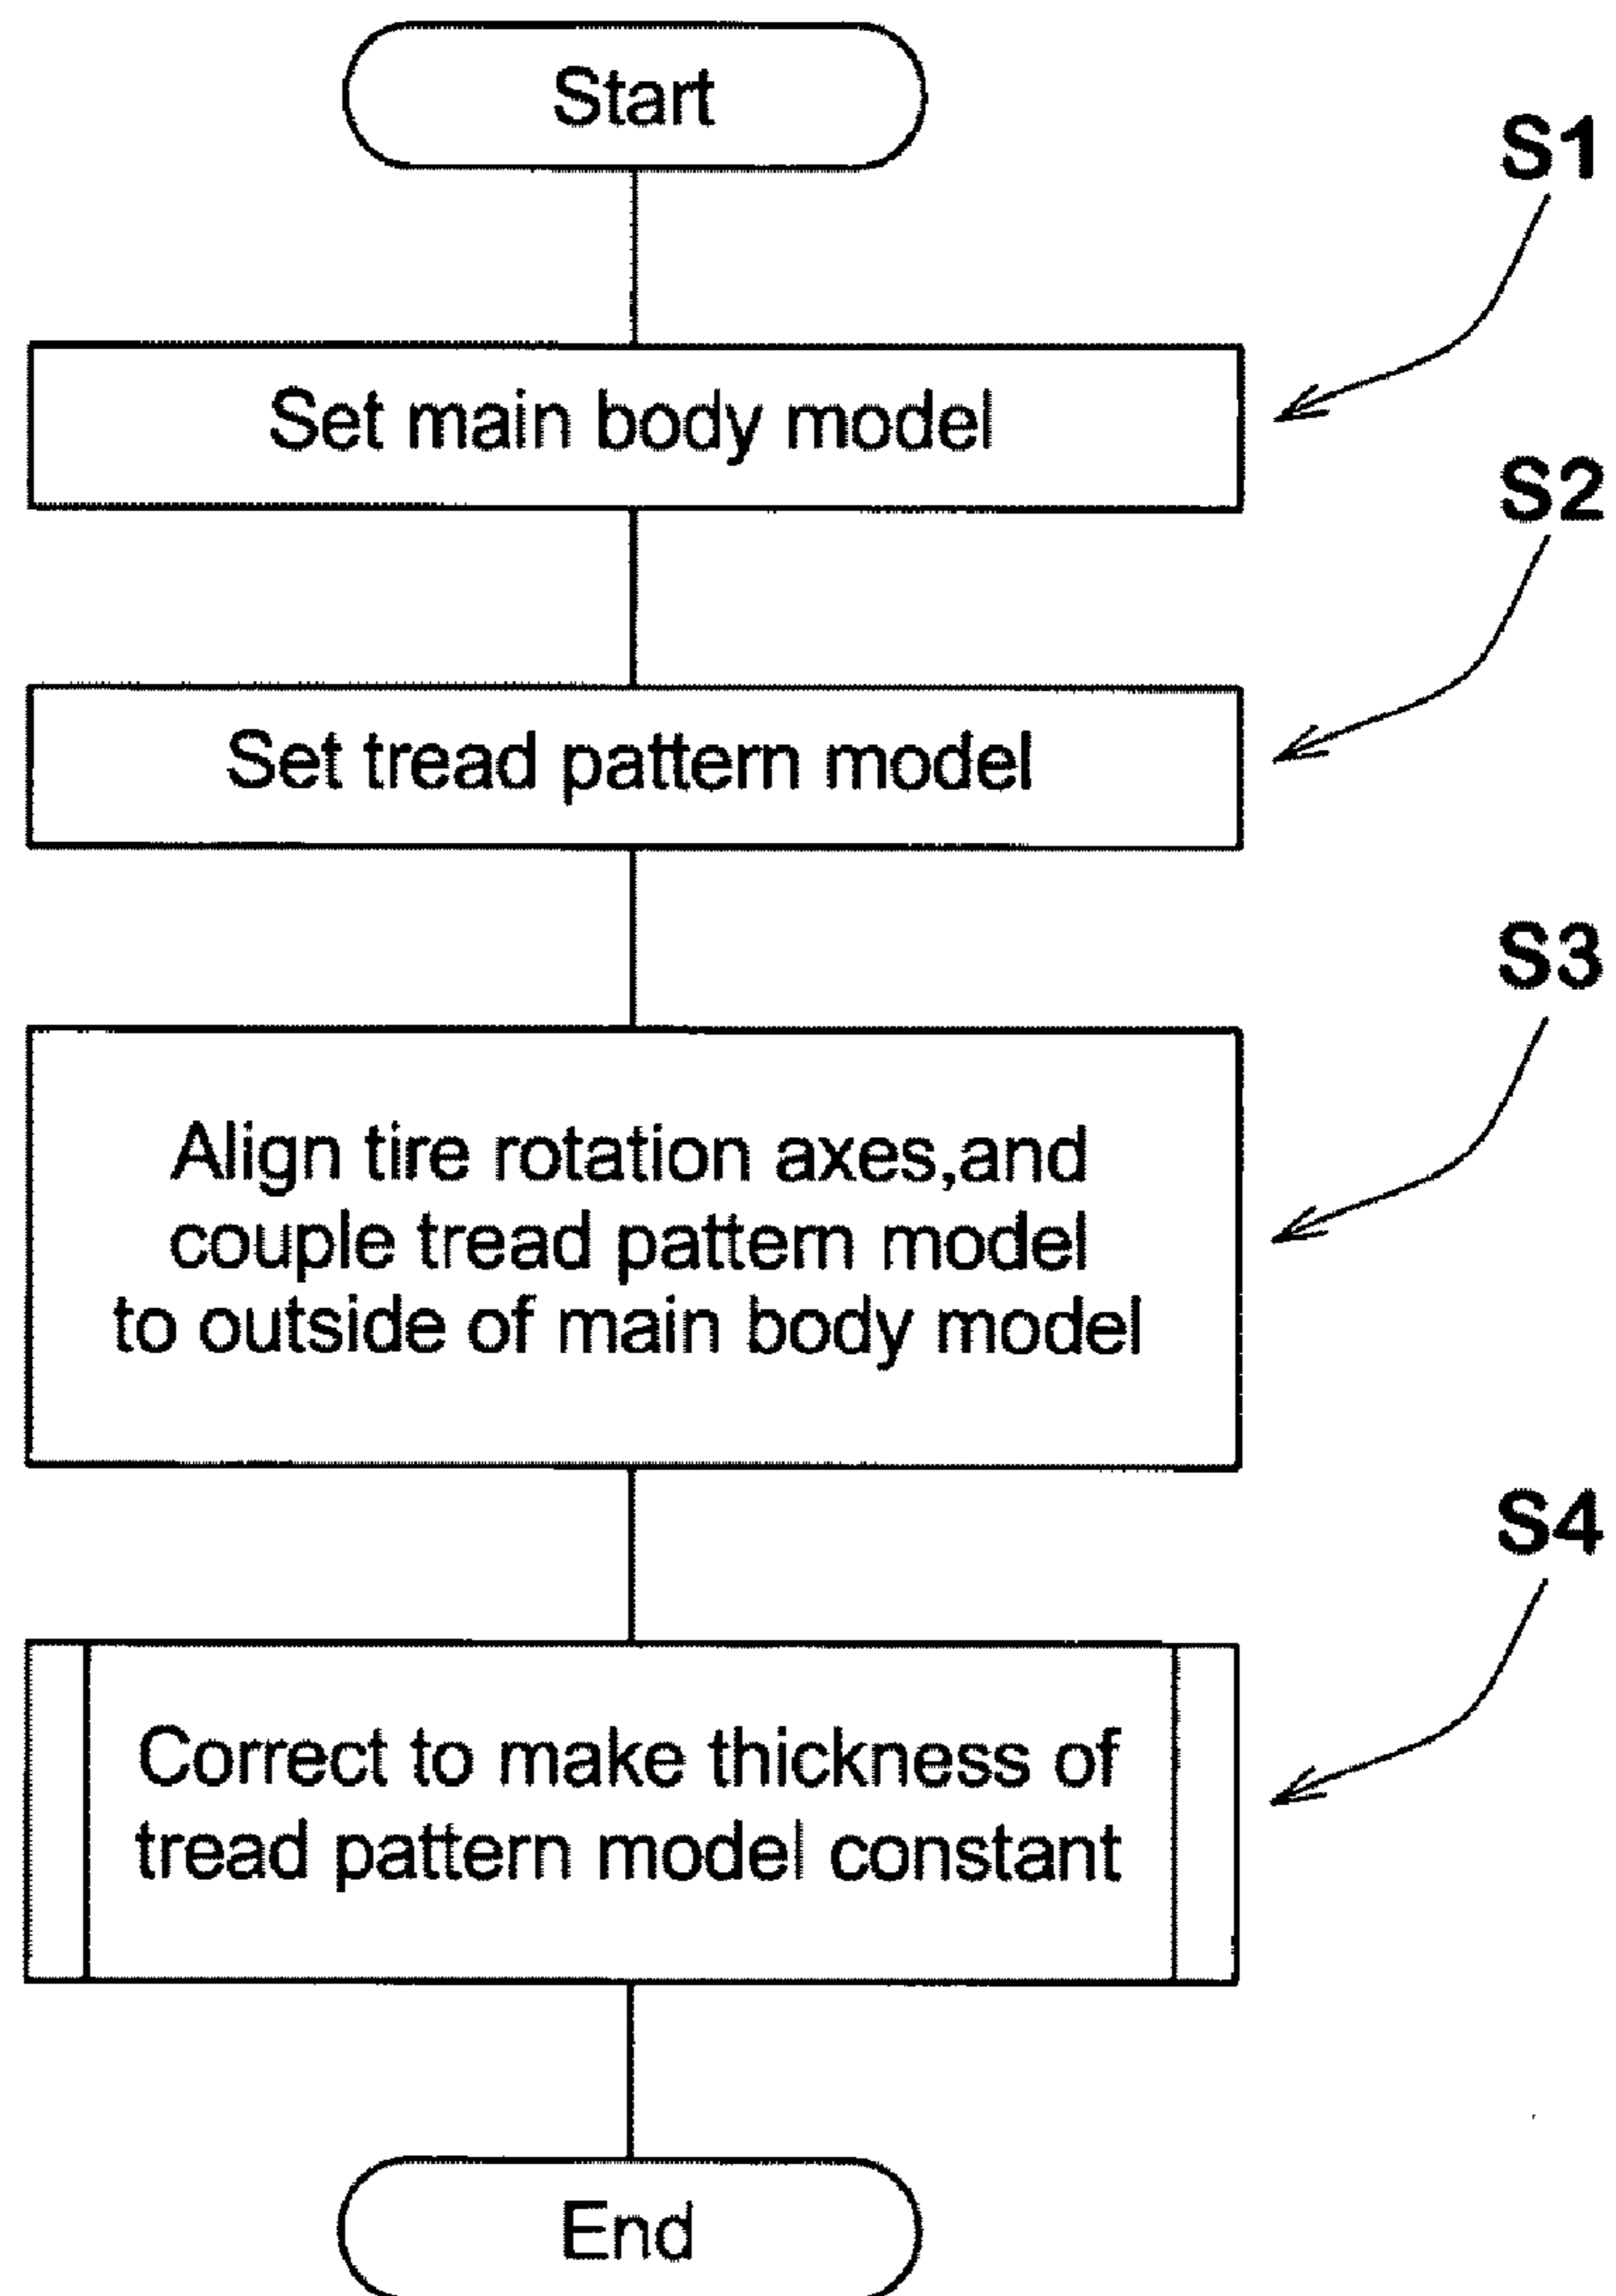 Start
S1
Set main body model
S2
Set tread pattern model
S3
Align tire rotation axes,and
couple tread pattern model
to outside of main body model
S4
Correct to make thickness of
tread pattern model constant
End